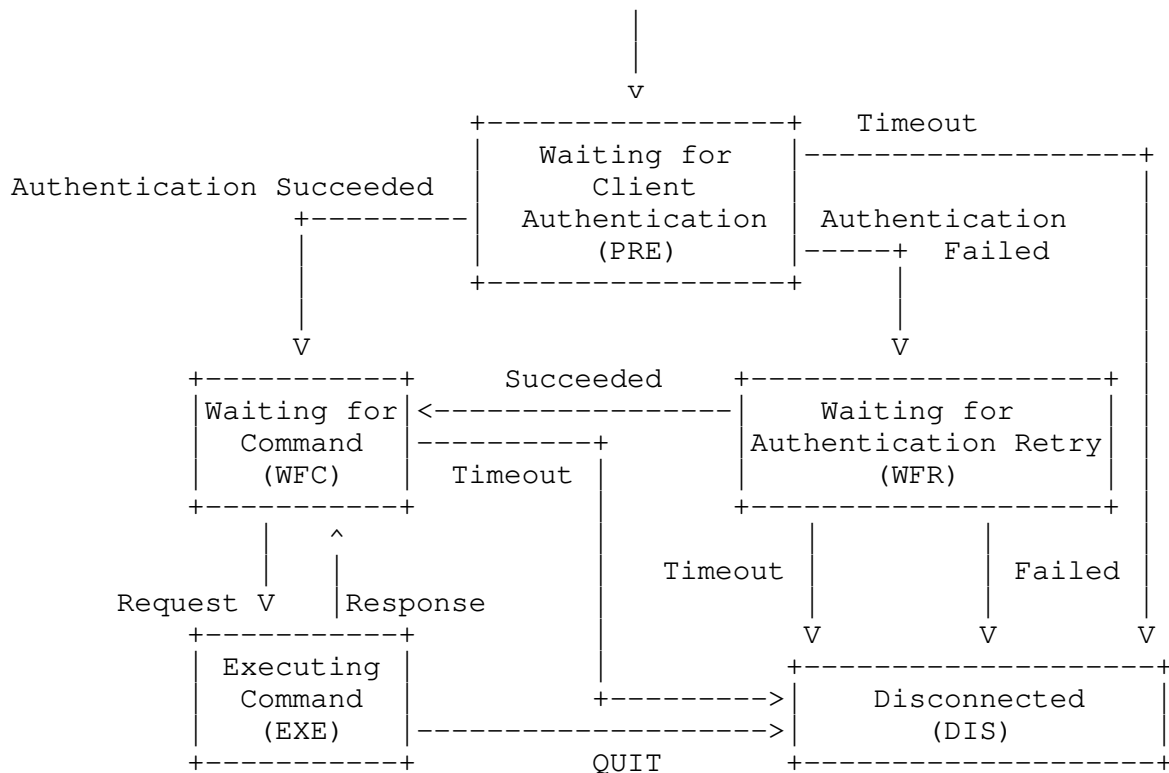 Timeout
Waiting for
Authentication Succeeded Client
Authentication Authentication
(PRE) Failed
Succeeded
Waiting for Waiting for
Command Authentication Retry
(WFC) Timeout (WFR)
Timeout Failed
Request V Response
Executing
Command Disconnected
(EXE) (DIS)
QUIT